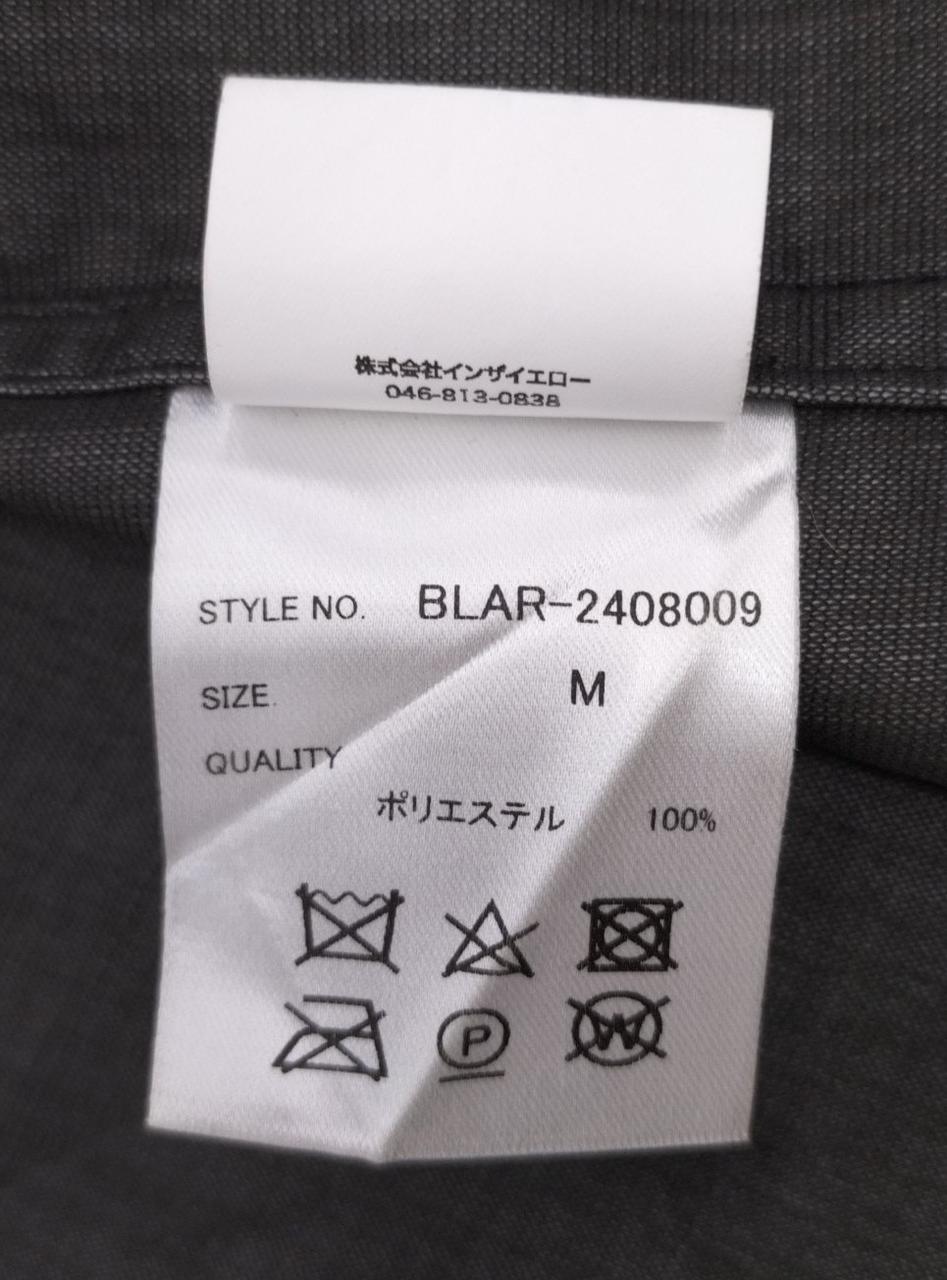 株式会社インザイエロー
046-813-0838
STYLE NO. BLAR-2408009
SIZE. M
QUALITY
ポリエステル 100%
P
W